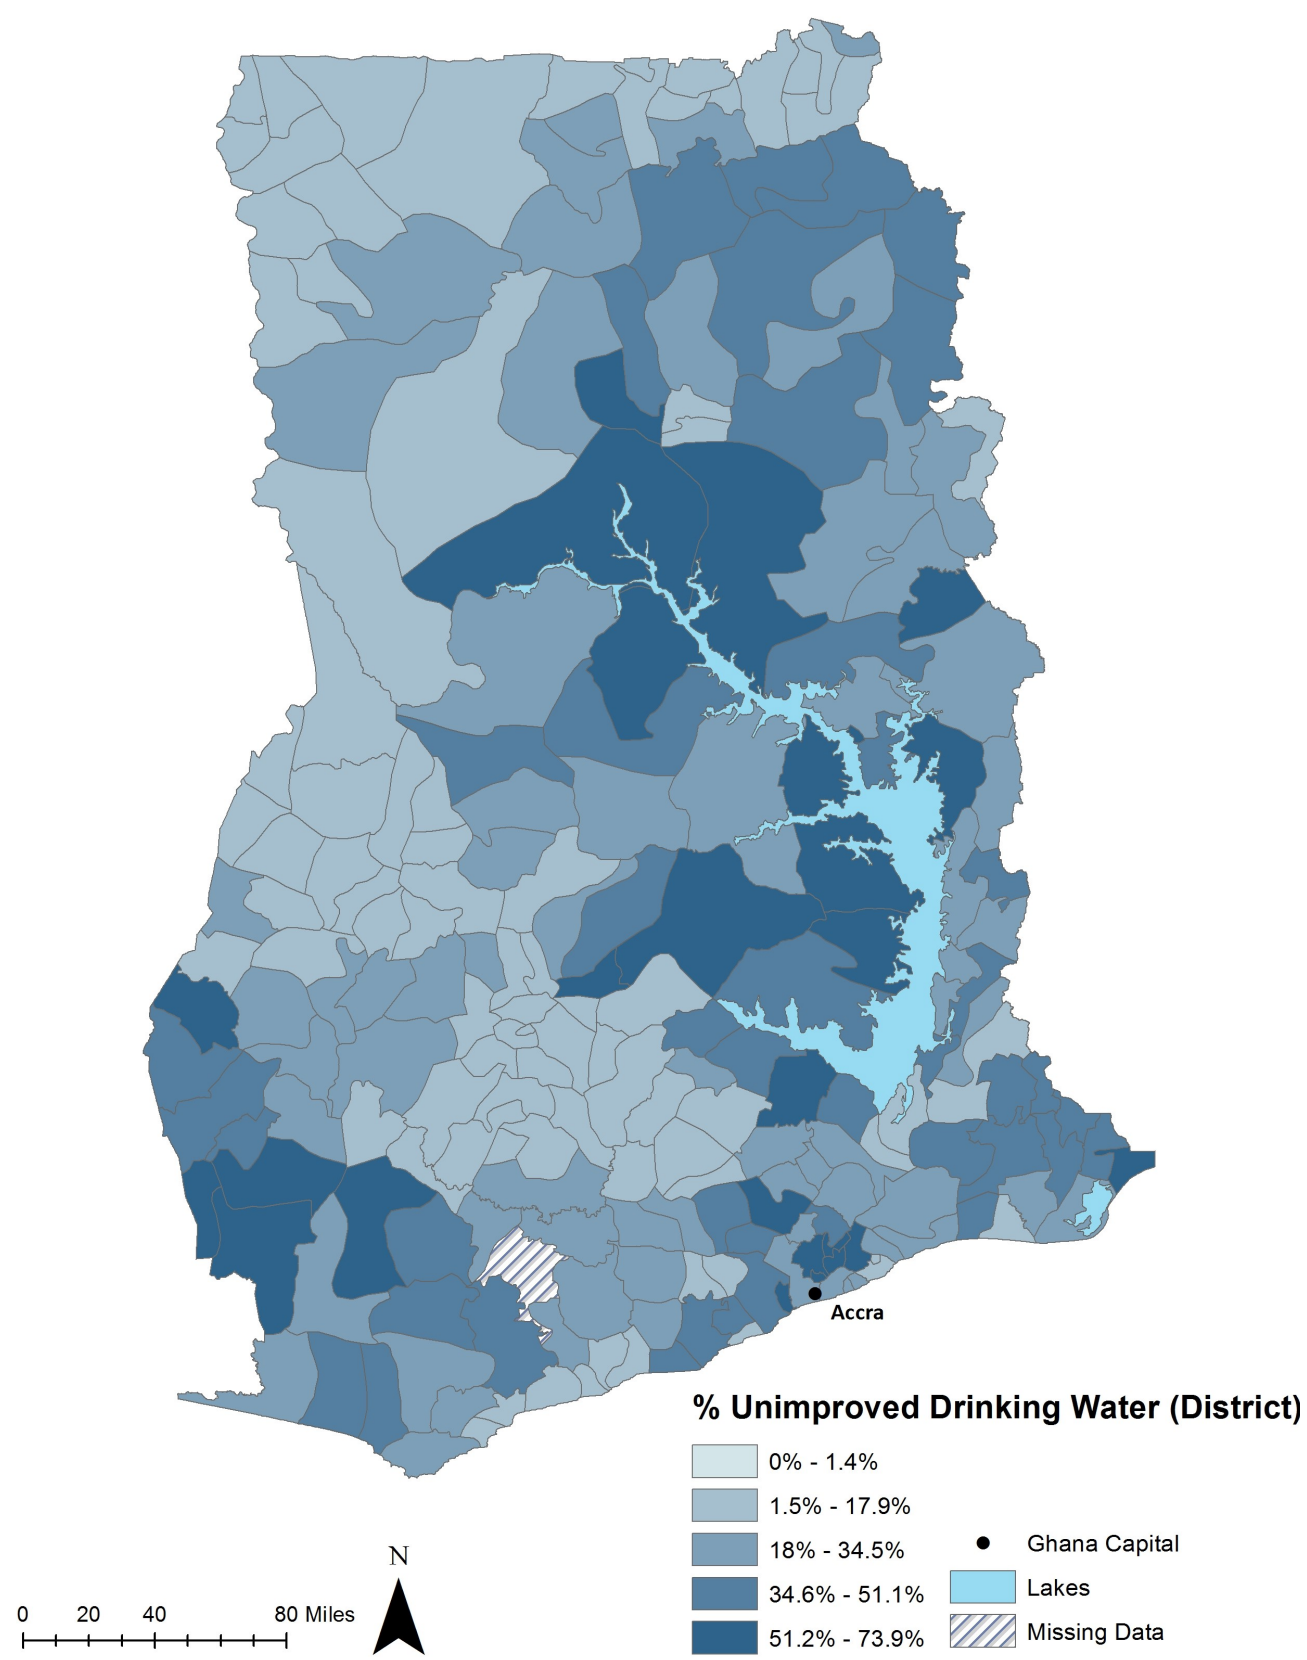 Accra
% Unimproved Drinking Water (District)
0% - 1.4%
1.5% - 17.9%
18% - 34.5%
34.6% - 51.1%
51.2% - 73.9%
Ghana Capital
Lakes
Missing Data
N
0 20 40 80 Miles